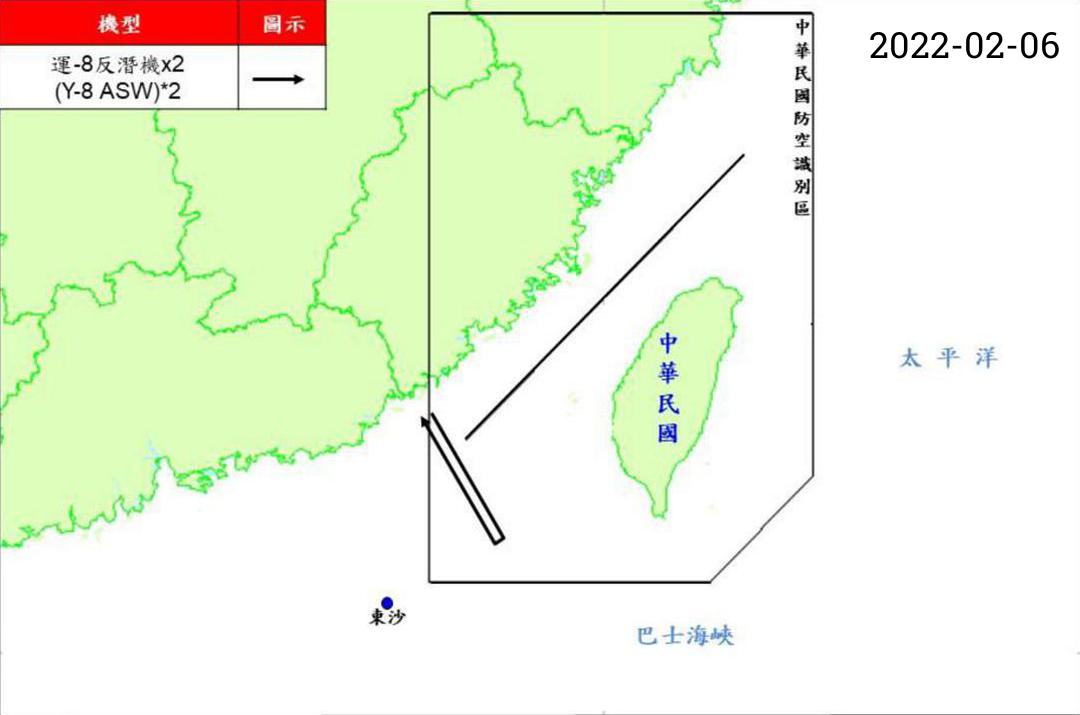 機型 圖示
運-8反潛機x2
(Y-8 ASW)*2
2022-02-06
中華民國防空識別區
中華民國
太平洋
東沙
巴士海峽